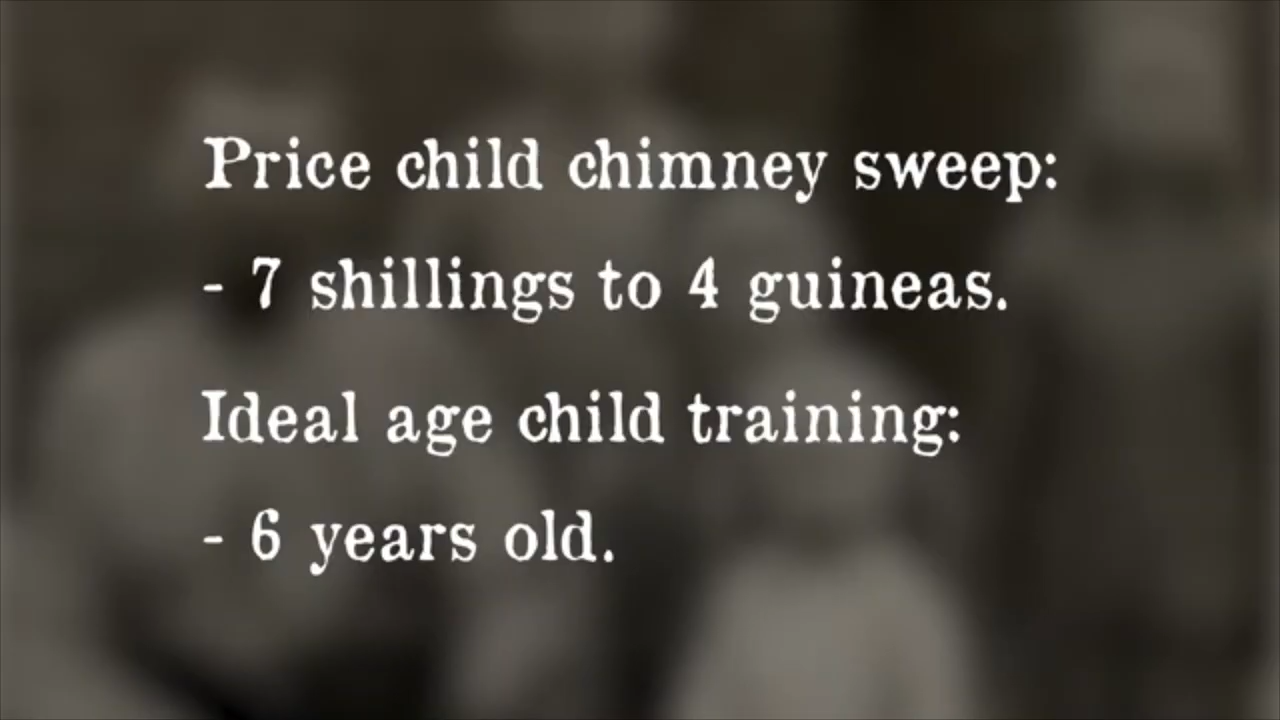 Price child chimney sweep:
- 7 shillings to 4 guineas.
Ideal age child training:
- 6 years old.